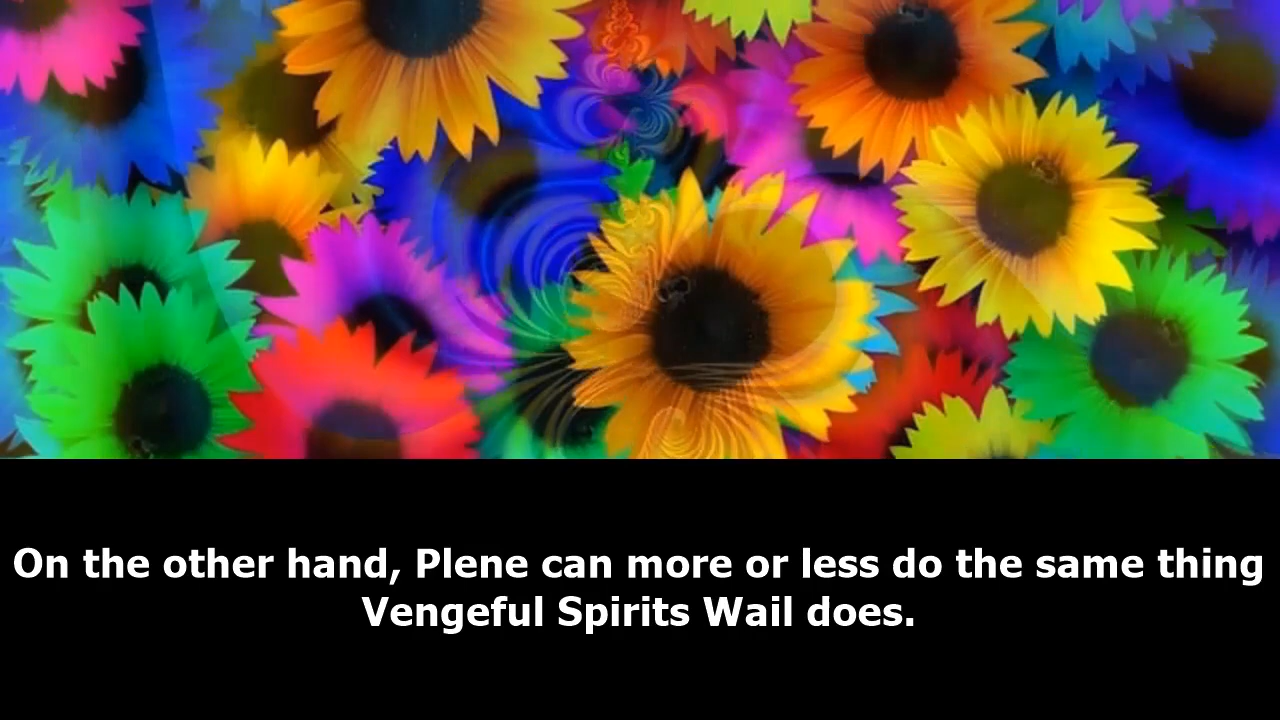 On the other hand, Plene can more or less do the same thing
Vengeful Spirits Wail does.